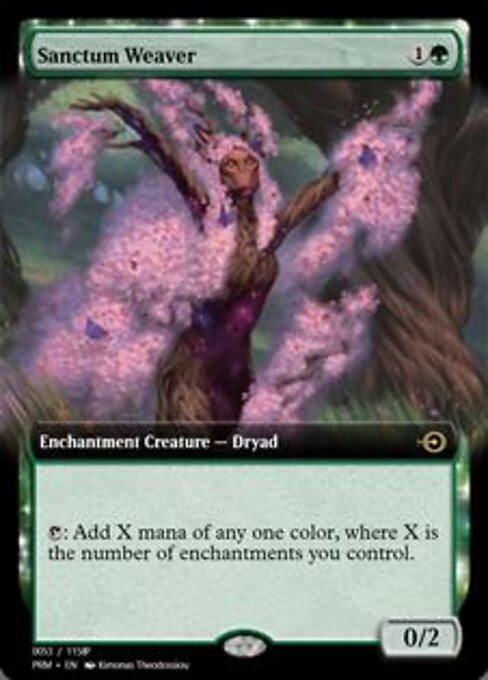 Sanctum Weaver 1
Enchantment Creature — Dryad
: Add X mana of any one color, where X is
the number of enchantments you control.
0/2
PRM • EN Kimonas Theodossiou